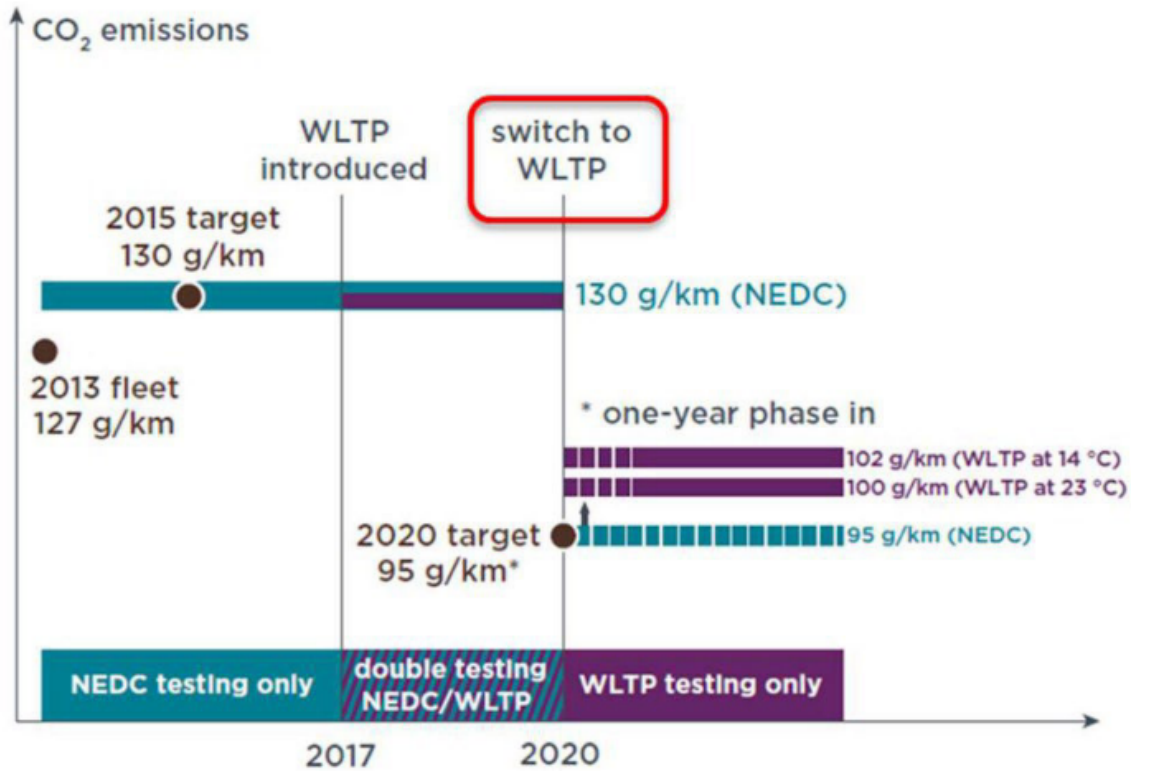 CO₂ emissions
WLTP
introduced
switch to
WLTP
2015 target
130 g/km
130 g/km (NEDC)
2013 fleet
127 g/km
* one-year phase in
102 g/km (WLTP at 14 °C)
100 g/km (WLTP at 23 °C)
2020 target
95 g/km*
95 g/km (NEDC)
NEDC testing only
double testing
NEDC/WLTP
WLTP testing only
2017
2020